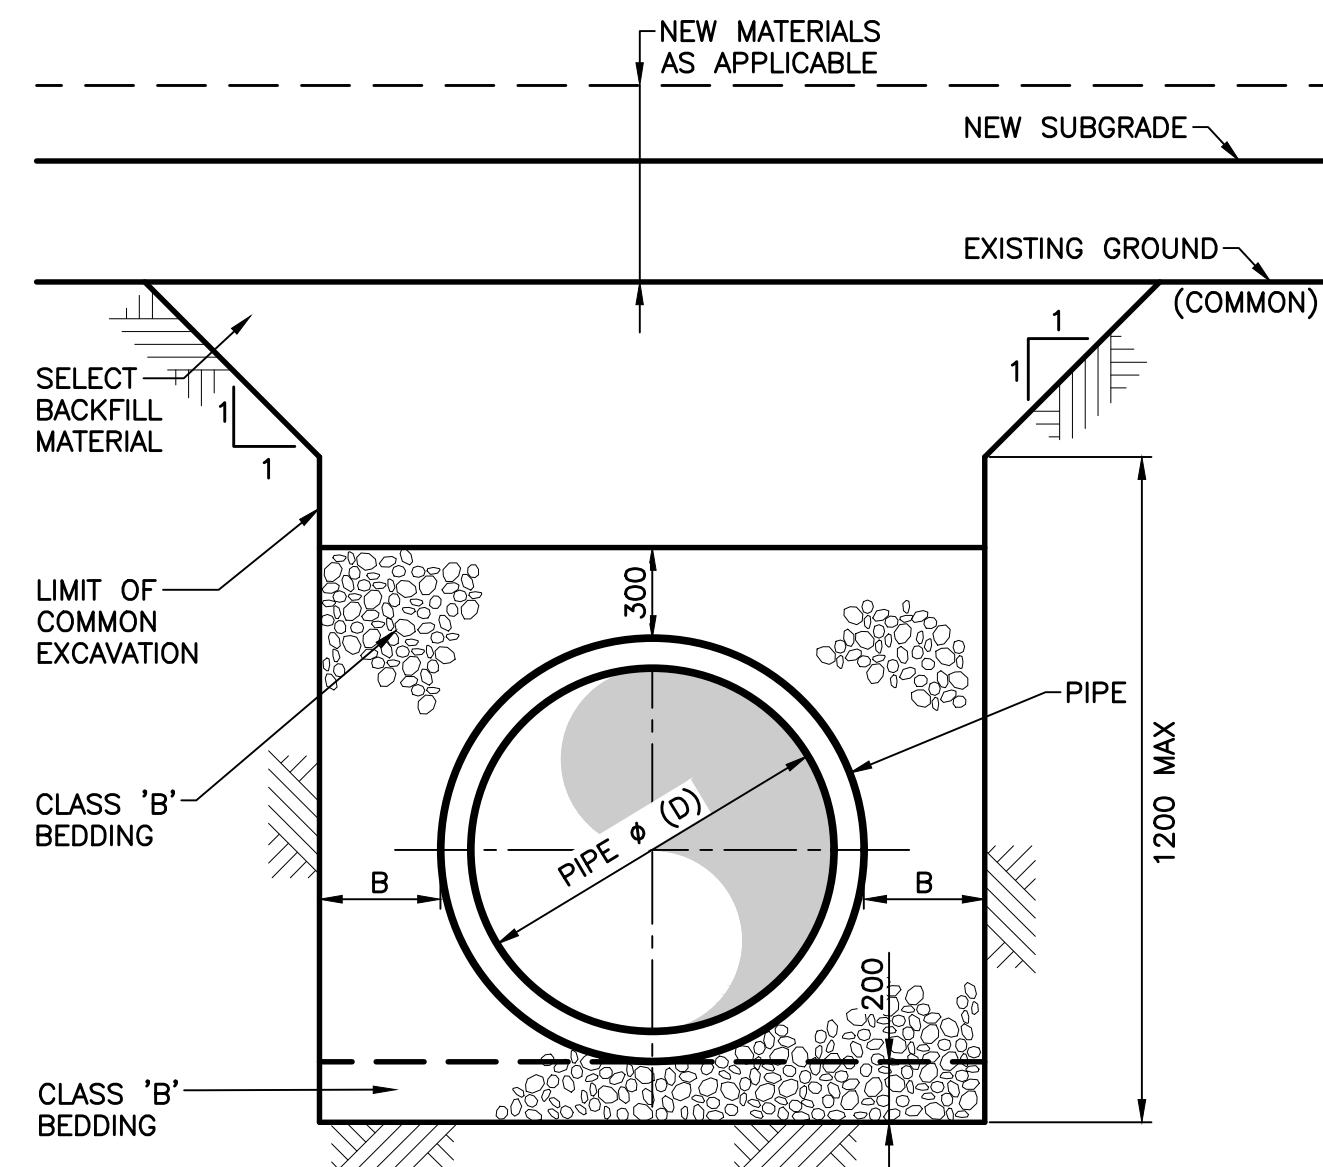 NEW MATERIALS
AS APPLICABLE
NEW SUBGRADE
EXISTING GROUND
(COMMON)
1
1
SELECT
BACKFILL
MATERIAL
1
1
LIMIT OF
COMMON
EXCAVATION
300
PIPE
1200 MAX
CLASS 'B'
BEDDING
PIPE ϕ (D)
B
B
200
CLASS 'B'
BEDDING